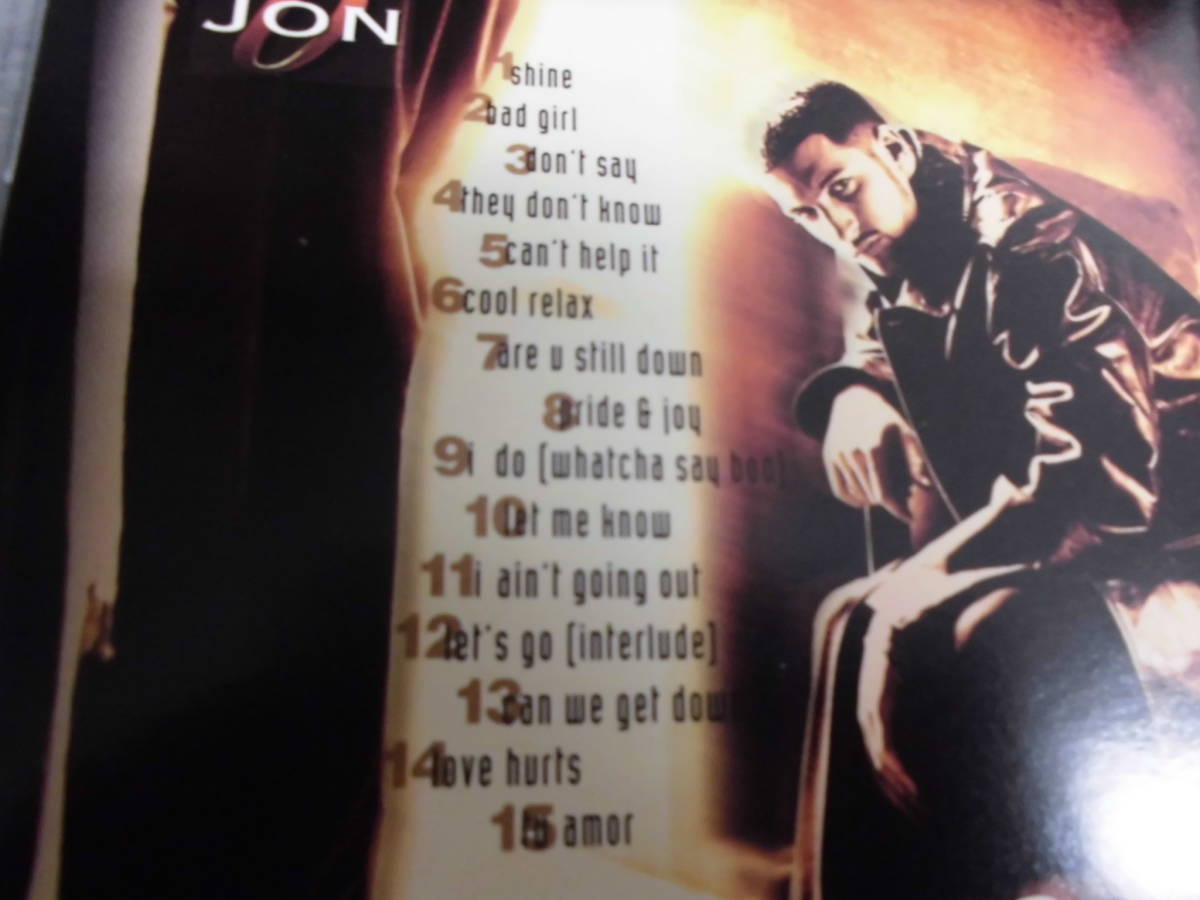 JON
1 shine
2 bad girl
3 don't say
4 they don't know
5 can't help it
6 cool relax
7 are u still down
8 pride & joy
9 i do (whatcha say boo)
10 let me know
11 i ain't going out
12 let's go (interlude)
13 can we get down
14 love hurts
15 tu amor